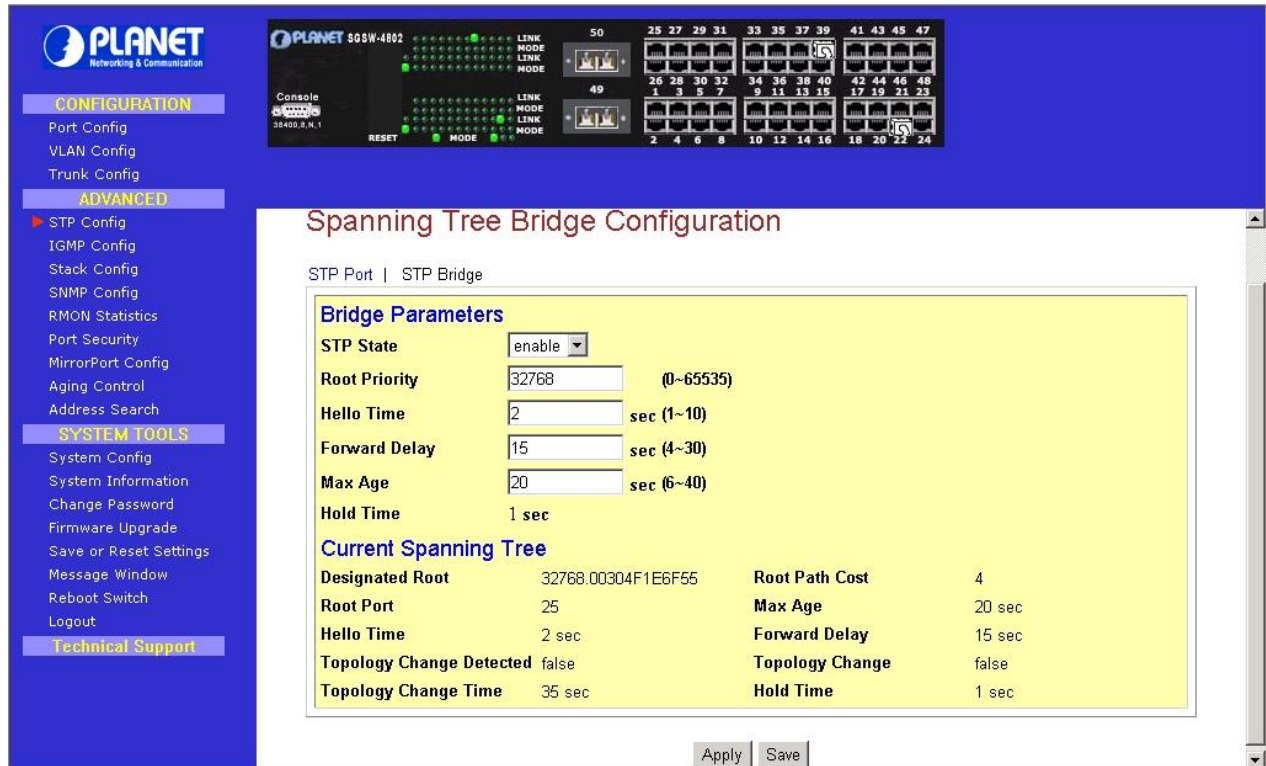 PLANET
Networking & Communication
CONFIGURATION
Port Config
VLAN Config
Trunk Config
ADVANCED
STP Config
IGMP Config
Stack Config
SNMP Config
RMON Statistics
Port Security
MirrorPort Config
Aging Control
Address Search
SYSTEM TOOLS
System Config
System Information
Change Password
Firmware Upgrade
Save or Reset Settings
Message Window
Reboot Switch
Logout
Technical Support
PLANET SGSW-4802
LINK
MODE
LINK
MODE
50
25 27 29 31 33 35 37 39 41 43 45 47
26 28 30 32 34 36 38 40 42 44 46 48
Console
38400,8,N,1
RESET
MODE
LINK
MODE
LINK
MODE
49
1 3 5 7 9 11 13 15 17 19 21 23
2 4 6 8 10 12 14 16 18 20 22 24
Spanning Tree Bridge Configuration
STP Port | STP Bridge
Bridge Parameters
STP State enable
Root Priority 32768 (0~65535)
Hello Time 2 sec (1~10)
Forward Delay 15 sec (4~30)
Max Age 20 sec (6~40)
Hold Time 1 sec
Current Spanning Tree
Designated Root 32768.00304F1E6F55 Root Path Cost 4
Root Port 25 Max Age 20 sec
Hello Time 2 sec Forward Delay 15 sec
Topology Change Detected false Topology Change false
Topology Change Time 35 sec Hold Time 1 sec
Apply Save